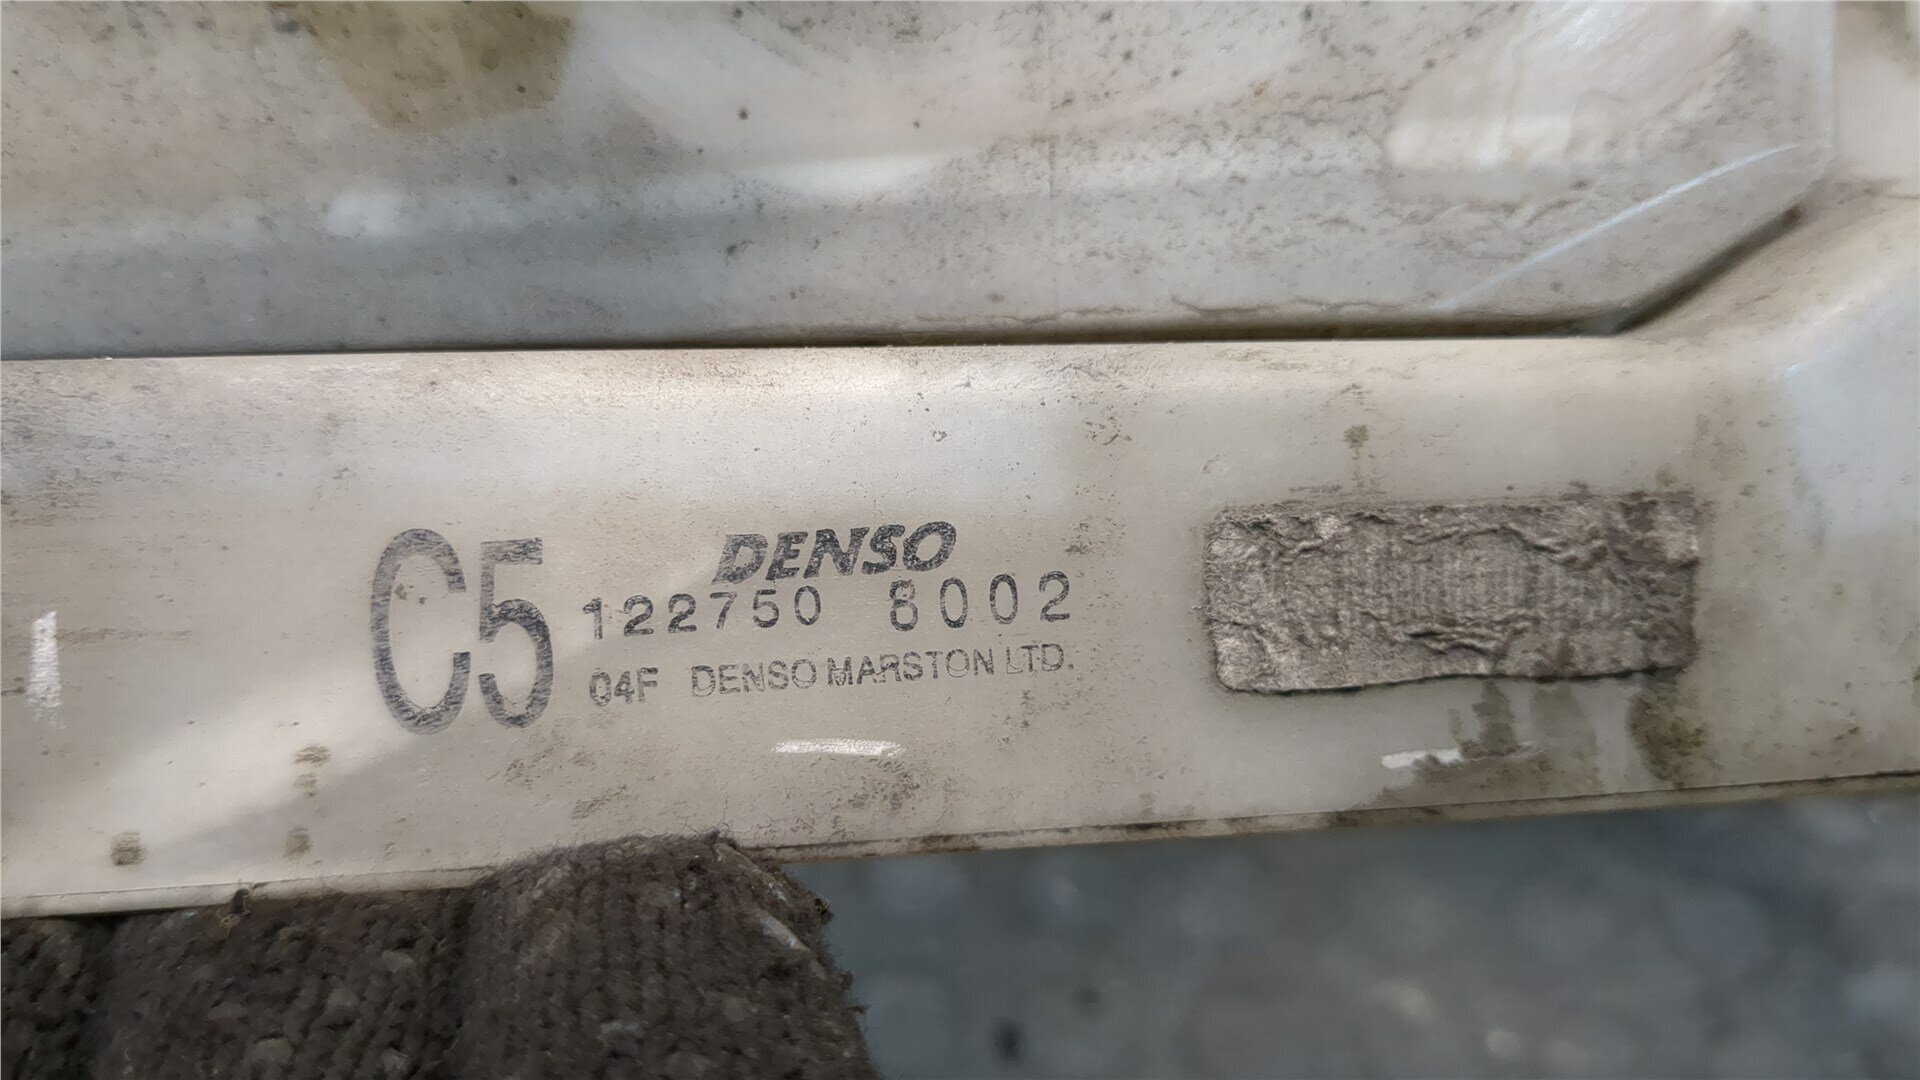 C5
DENSO
122750 8002
04F DENSO MARSTON LTD.